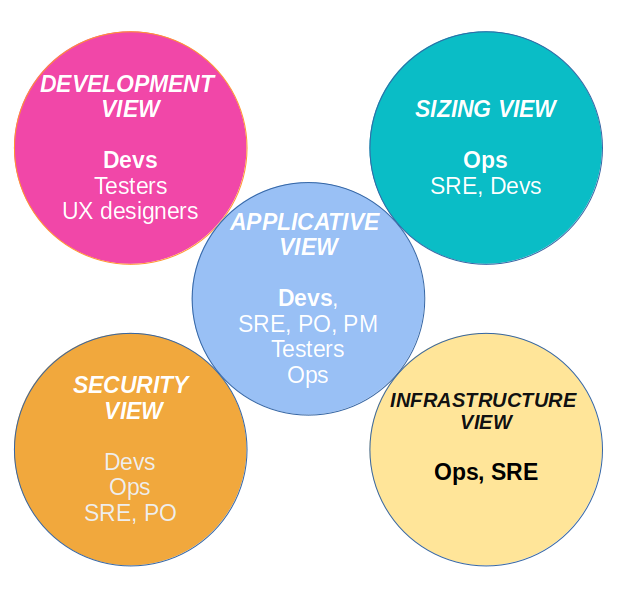 DEVELOPMENT
VIEW
Devs
Testers
UX designers
SIZING VIEW
Ops
SRE, Devs
APPLICATIVE
VIEW
Devs,
SRE, PO, PM
Testers
Ops
SECURITY
VIEW
Devs
Ops
SRE, PO
INFRASTRUCTURE
VIEW
Ops, SRE